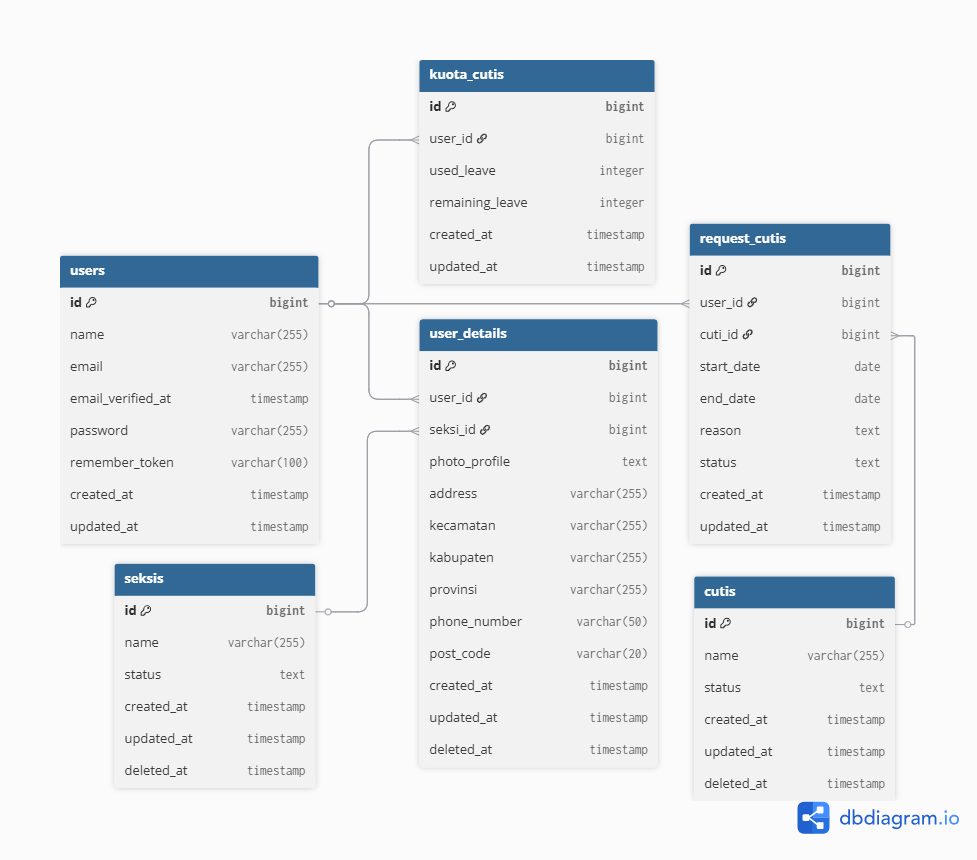 kuota_cutis
id bigint
user_id bigint
used_leave integer
remaining_leave integer
created_at timestamp
updated_at timestamp
request_cutis
id bigint
user_id bigint
cuti_id bigint
start_date date
end_date date
reason text
status text
created_at timestamp
updated_at timestamp
users
id bigint
name varchar(255)
email varchar(255)
email_verified_at timestamp
password varchar(255)
remember_token varchar(100)
created_at timestamp
updated_at timestamp
user_details
id bigint
user_id bigint
seksi_id bigint
photo_profile text
address varchar(255)
kecamatan varchar(255)
kabupaten varchar(255)
provinsi varchar(255)
phone_number varchar(50)
post_code varchar(20)
created_at timestamp
updated_at timestamp
deleted_at timestamp
seksis
id bigint
name varchar(255)
status text
created_at timestamp
updated_at timestamp
deleted_at timestamp
cutis
id bigint
name varchar(255)
status text
created_at timestamp
updated_at timestamp
deleted_at timestamp
dbdiagram.io